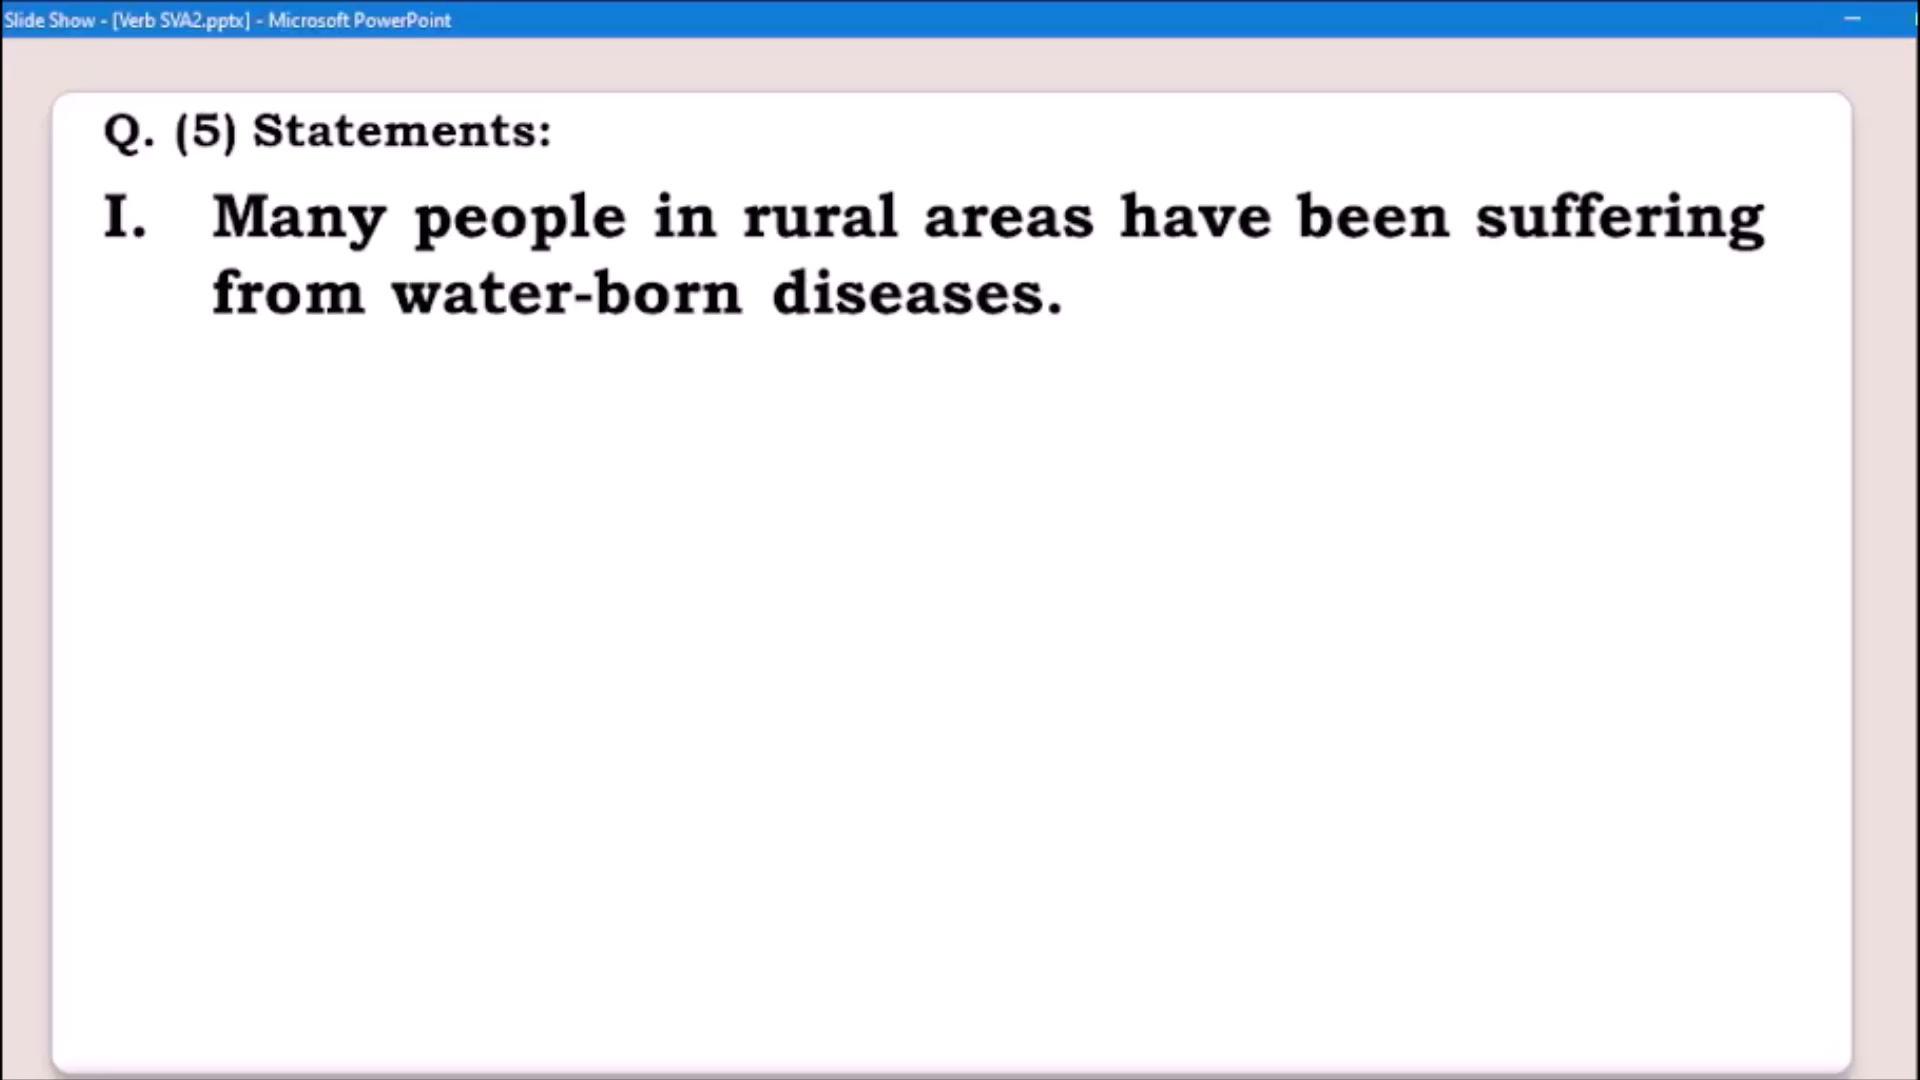 Slide Show - [Verb SVA2.pptx] - Microsoft PowerPoint
Q. (5) Statements:
I. Many people in rural areas have been suffering
from water-born diseases.